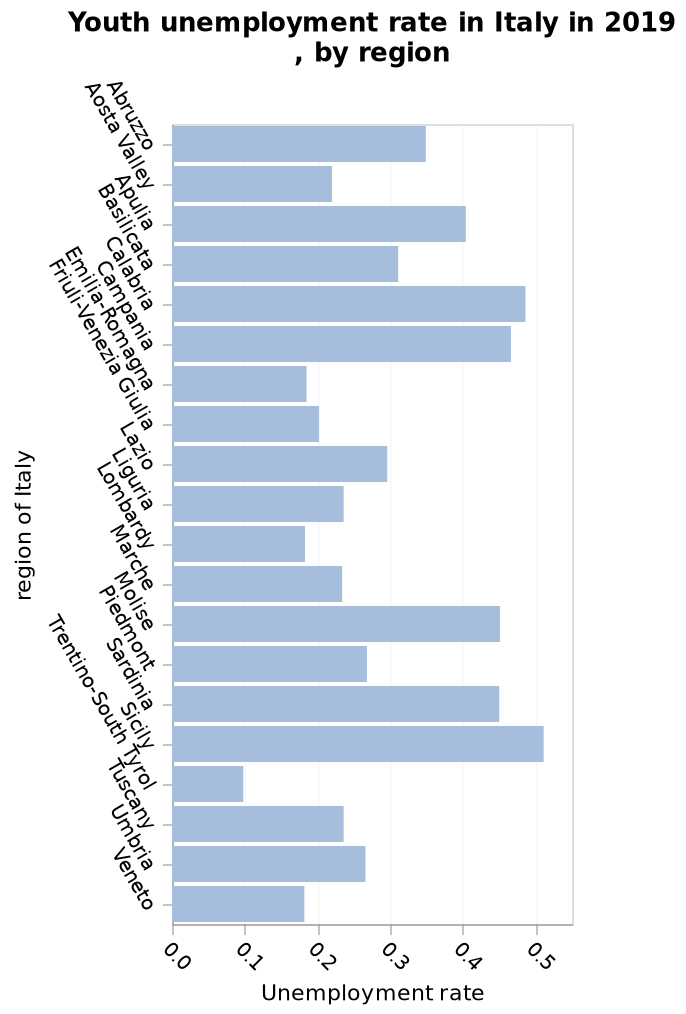 Youth unemployment rate in Italy in 2019
, by region
Abruzzo
Aosta Valley
Apulia
Basilicata
Calabria
Campania
Emilia-Romagna
Friuli-Venezia Giulia
Lazio
Liguria
Lombardy
Marche
Molise
Piedmont
Sardinia
Sicily
Trentino-South Tyrol
Tuscany
Umbria
Veneto
region of Italy
0.0 0.1 0.2 0.3 0.4 0.5
Unemployment rate